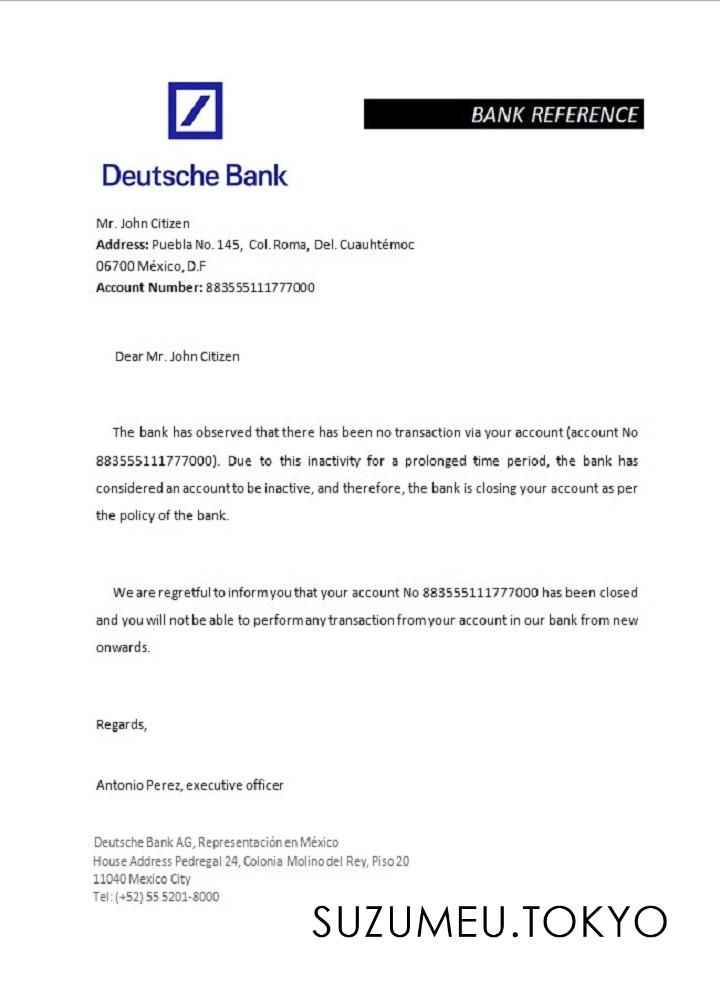 BANK REFERENCE
Deutsche Bank
Mr. John Citizen
Address: Puebla No. 145, Col. Roma, Del. Cuauhtémoc
06700 México, D.F
Account Number: 883555111777000
Dear Mr. John Citizen
The bank has observed that there has been no transaction via your account (account No
883555111777000). Due to this inactivity for a prolonged time period, the bank has
considered an account to be inactive, and therefore, the bank is closing your account as per
the policy of the bank.
We are regretful to inform you that your account No 883555111777000 has been closed
and you will not be able to perform any transaction from your account in our bank from new
onwards.
Regards,
Antonio Perez, executive officer
Deutsche Bank AG, Representación en México
House Address Pedregal 24, Colonia Molino del Rey, Piso 20
11040 Mexico City
Tel: (+52) 55 5201-8000
SUZUMEU.TOKYO